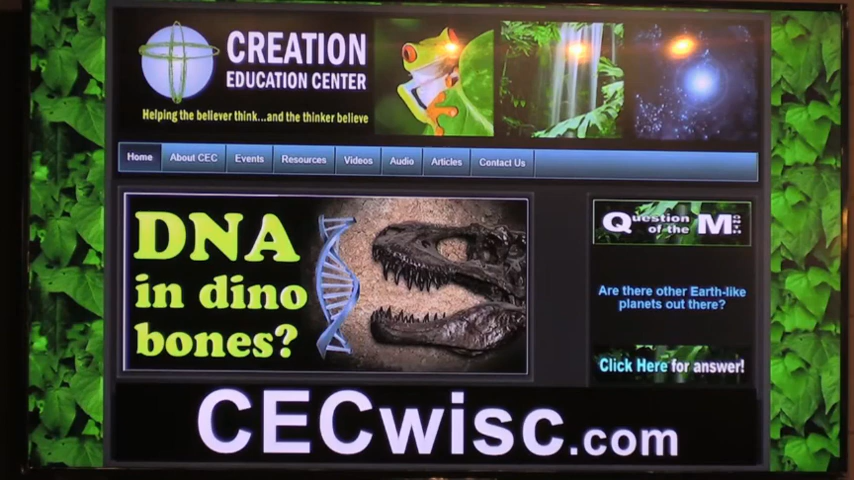 CREATION
EDUCATION CENTER
Helping the believer think...and the thinker believe
Home About CEC Events Resources Videos Audio Articles Contact Us
DNA
in dino
bones?
Question
of the M
Are there other Earth-like
planets out there?
Click Here for answer!
CECwisc.com